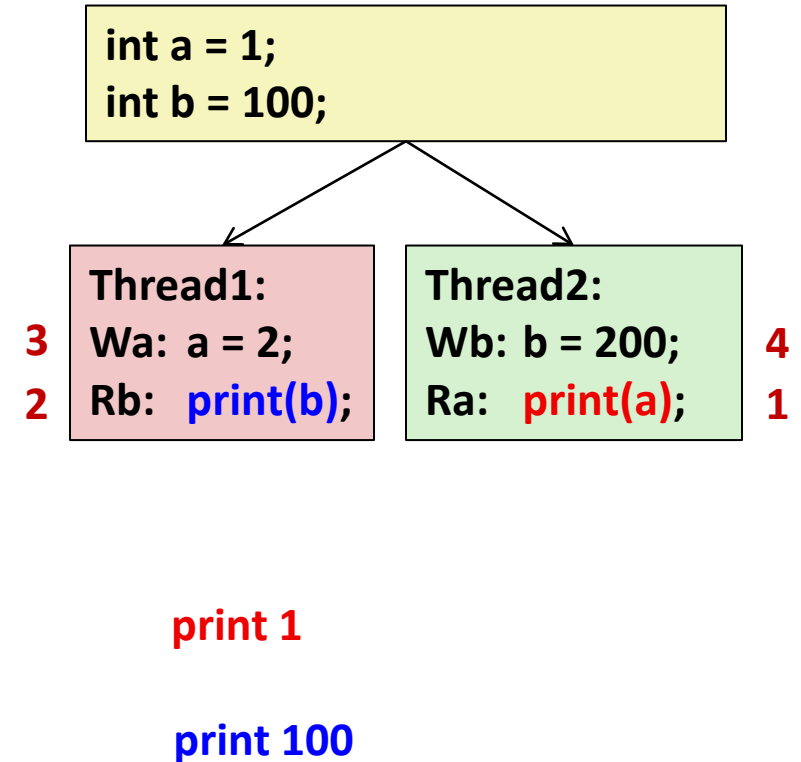 int a = 1;
int b = 100;
Thread1:
3 Wa: a = 2;
2 Rb: print(b);
Thread2:
Wb: b = 200; 4
Ra: print(a); 1
print 1
print 100